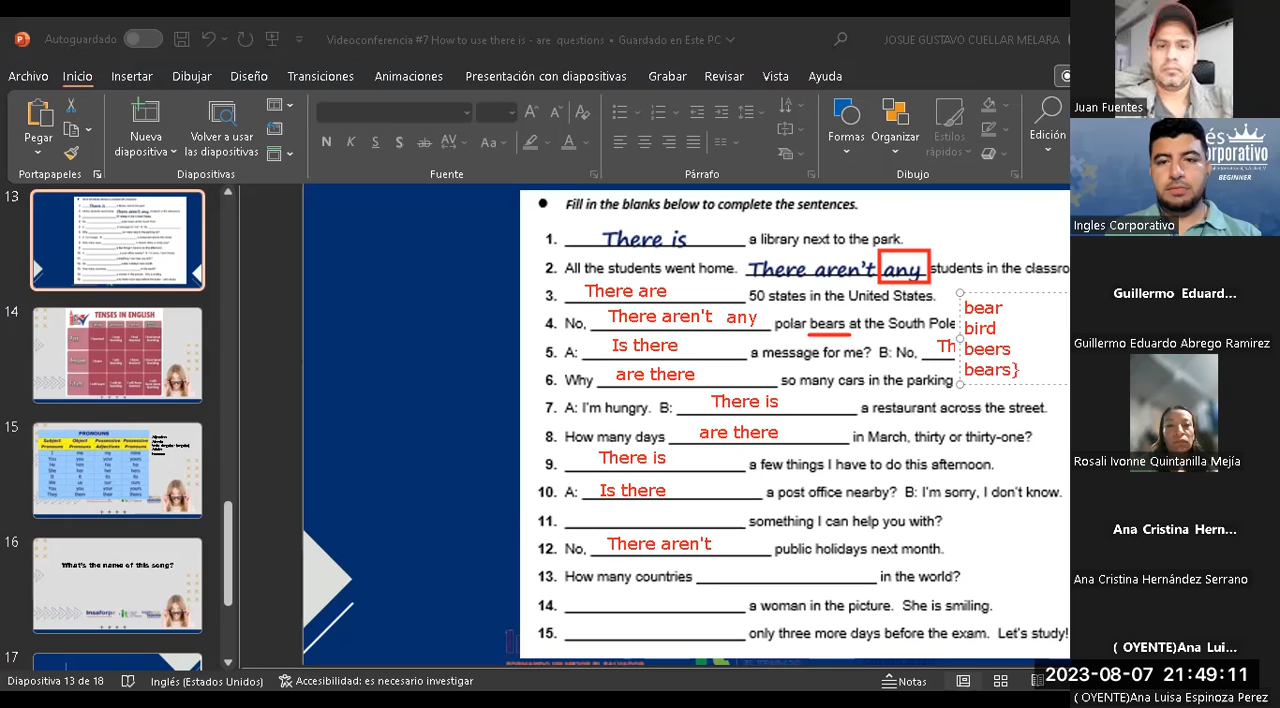 Autoguardado
Videoconferencia #7 How to use there is - are questions • Guardado en Este PC
JOSUE GUSTAVO CUELLAR MELARA
Archivo Inicio Insertar Dibujar Diseño Transiciones Animaciones Presentación con diapositivas Grabar Revisar Vista Ayuda
Pegar
Nueva diapositiva
Volver a usar las diapositivas
N K S S ab AV Aa A
Formas
Organizar
Estilos rápidos
Edición
Portapapeles
Diapositivas
Fuente
Párrafo
Dibujo
13
14
TENSES IN ENGLISH
15
PRONOUNS
16
What's the name of this song?
17
● Fill in the blanks below to complete the sentences.
1. There is a library next to the park.
2. All the students went home. There aren't any students in the classro
3. There are 50 states in the United States.
4. No, There aren't any polar bears at the South Pole
5. A: Is there a message for me? B: No, Th
6. Why are there so many cars in the parking
7. A: I'm hungry. B: There is a restaurant across the street.
8. How many days are there in March, thirty or thirty-one?
9. There is a few things I have to do this afternoon.
10. A: Is there a post office nearby? B: I'm sorry, I don't know.
11. something I can help you with?
12. No, There aren't public holidays next month.
13. How many countries in the world?
14. a woman in the picture. She is smiling.
15. only three more days before the exam. Let's study!
bear
bird
beers
bears}
Diapositiva 13 de 18
Inglés (Estados Unidos)
Accesibilidad: es necesario investigar
Notas
Juan Fuentes
és
orporativo
BEGINNER
Ingles Corporativo
Guillermo Eduard...
Guillermo Eduardo Abrego Ramirez
Rosali Ivonne Quintanilla Mejía
Ana Cristina Hern...
Ana Cristina Hernández Serrano
( OYENTE)Ana Lui...
2023-08-07 21:49:11
( OYENTE)Ana Luisa Espinoza Perez